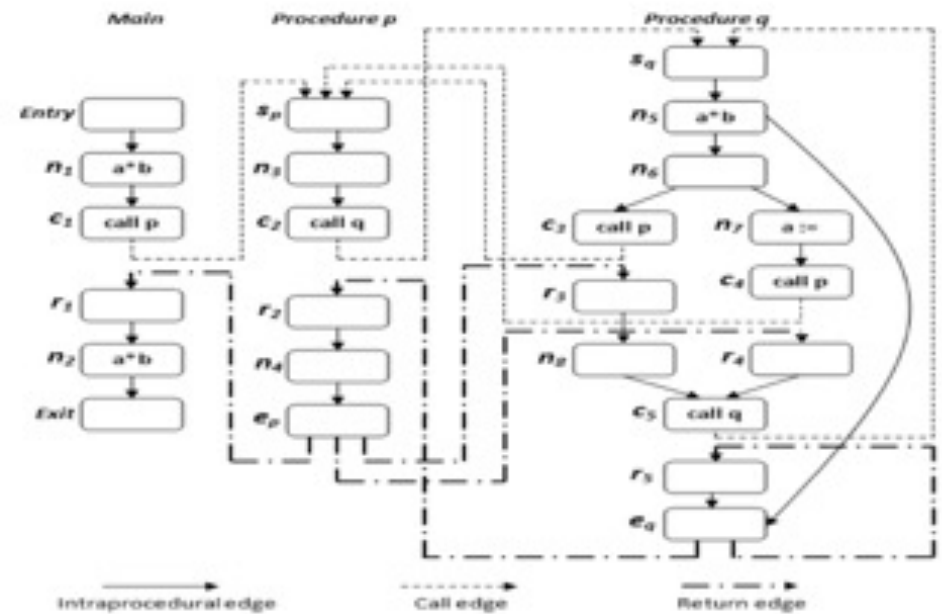 Main
Procedure p
Procedure q
Entry
n1 a*b
c1 call p
r1
n2 a*b
Exit
sp
n3
c2 call q
r2
n4
ep
sq
n5 a*b
n6
c3 call p
n7 a :=
c4 call p
r3
n8
r4
c5 call q
r5
eq
Intraprocedural edge
Call edge
Return edge